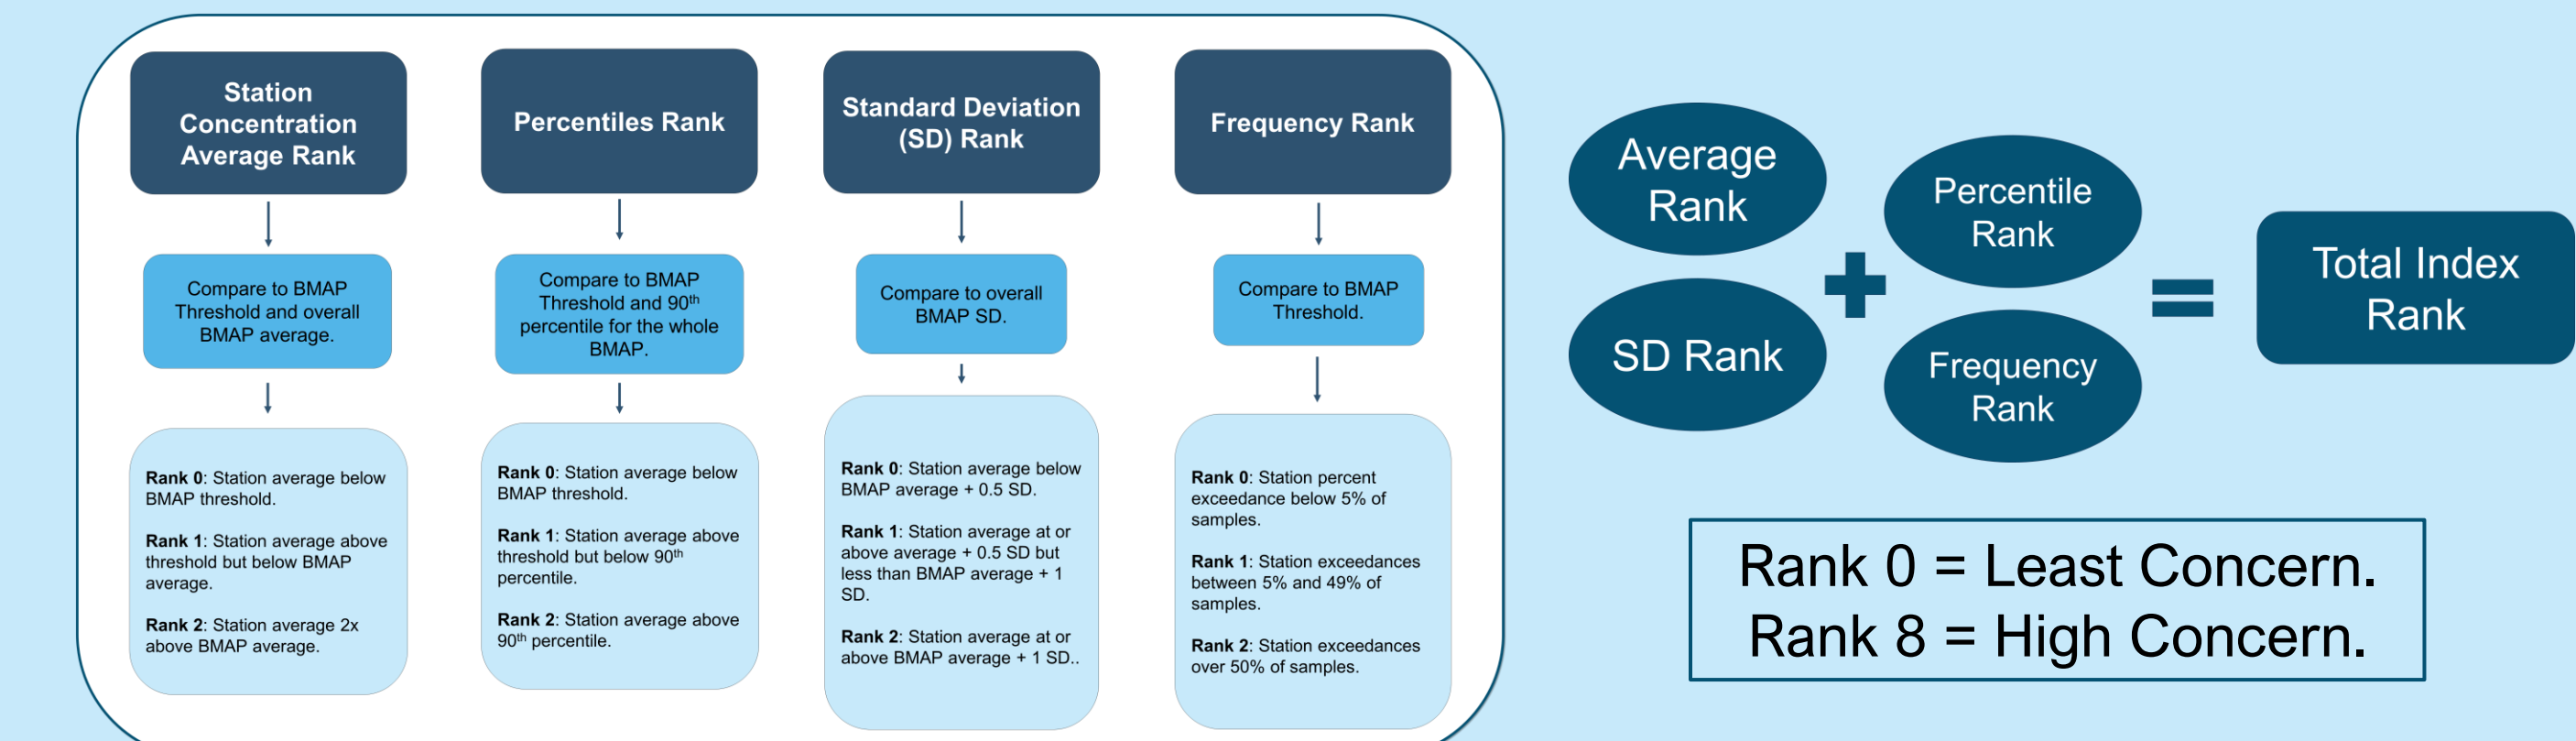 Station
Concentration
Average Rank
Compare to BMAP
Threshold and overall
BMAP average.
Rank 0: Station average below
BMAP threshold.
Rank 1: Station average above
threshold but below BMAP
average.
Rank 2: Station average 2x
above BMAP average.
Percentiles Rank
Compare to BMAP
Threshold and 90th
percentile for the whole
BMAP.
Rank 0: Station average below
BMAP threshold.
Rank 1: Station average above
threshold but below 90th
percentile.
Rank 2: Station average above
90th percentile.
Standard Deviation
(SD) Rank
Compare to overall
BMAP SD.
Rank 0: Station average below
BMAP average + 0.5 SD.
Rank 1: Station average at or
above average + 0.5 SD but
less than BMAP average + 1
SD.
Rank 2: Station average at or
above BMAP average + 1 SD..
Frequency Rank
Compare to BMAP
Threshold.
Rank 0: Station percent
exceedance below 5% of
samples.
Rank 1: Station exceedances
between 5% and 49% of
samples.
Rank 2: Station exceedances
over 50% of samples.
Average
Rank
SD Rank
+
Percentile
Rank
Frequency
Rank
=
Total Index
Rank
Rank 0 = Least Concern.
Rank 8 = High Concern.